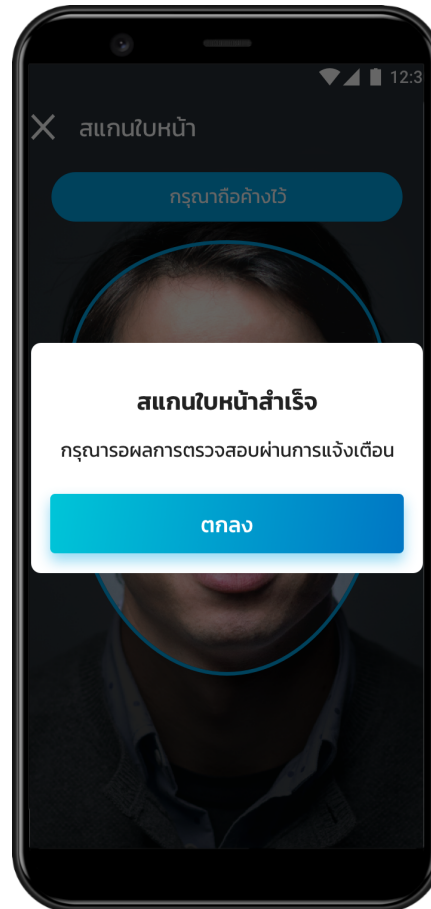 12:3
สแกนใบหน้า
กรุณาถือค้างไว้
สแกนใบหน้าสำเร็จ
กรุณารอผลการตรวจสอบผ่านการแจ้งเตือน
ตกลง